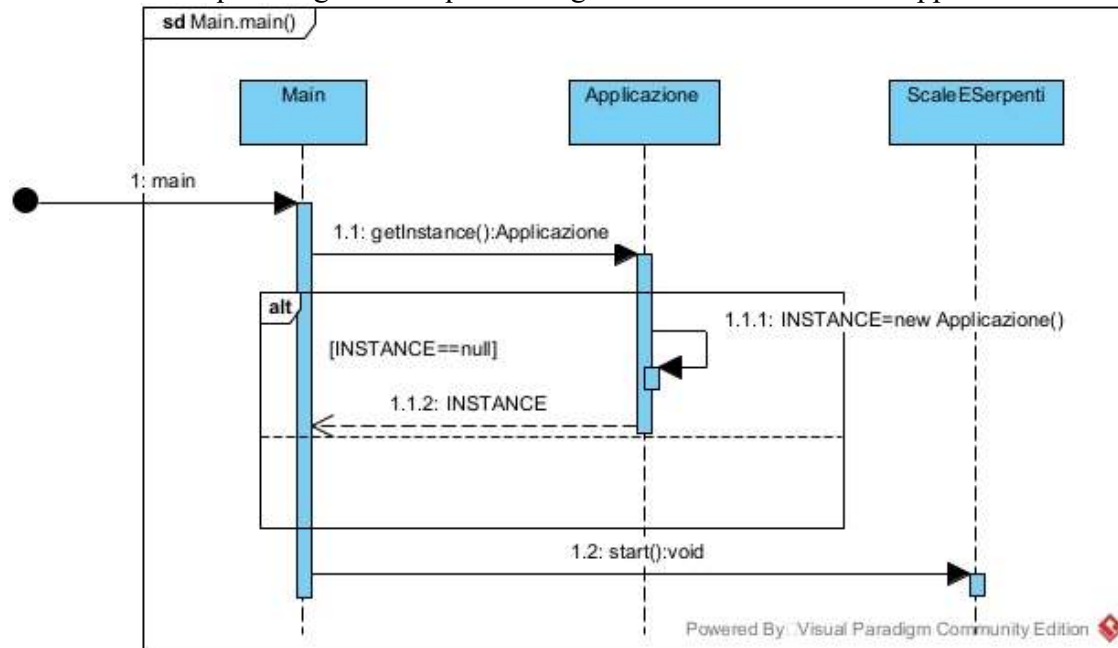 sd Main.main()
Main
Applicazione
ScaleESerpenti
1: main
1.1: getInstance():Applicazione
alt
1.1.1: INSTANCE=new Applicazione()
[INSTANCE==null]
1.1.2: INSTANCE
1.2: start():void
Powered By: Visual Paradigm Community Edition